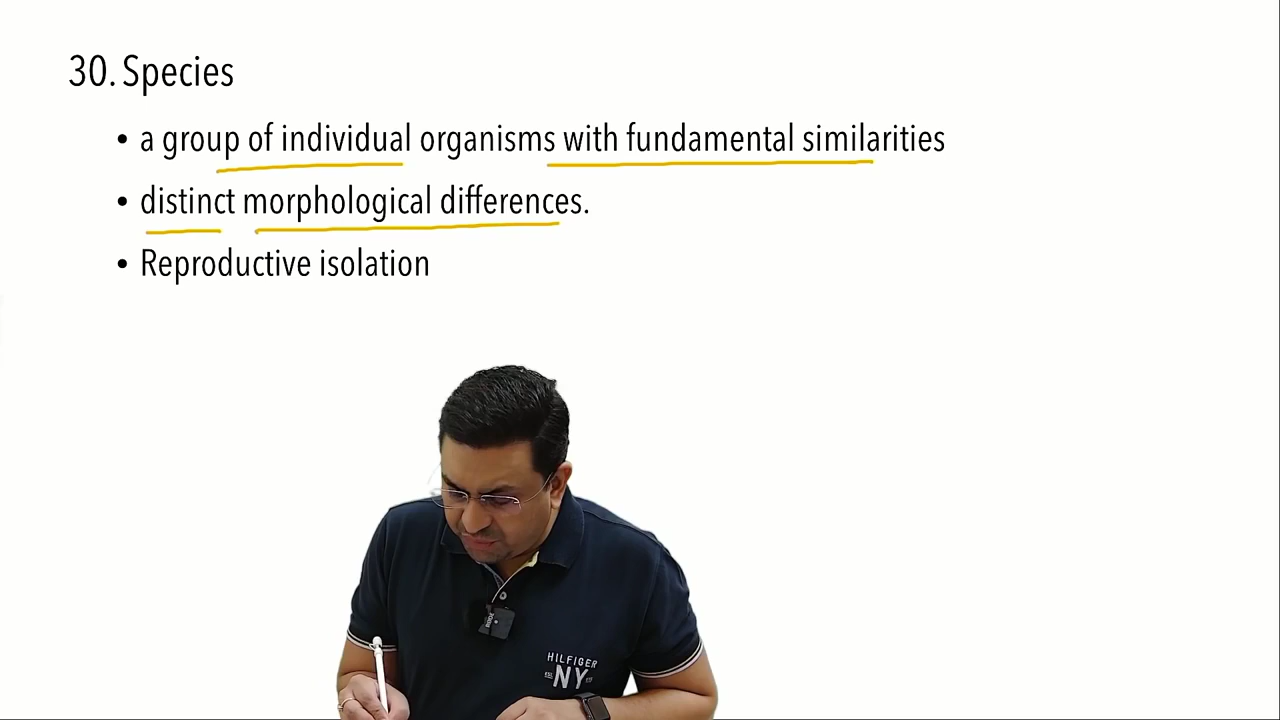 30. Species
• a group of individual organisms with fundamental similarities
• distinct morphological differences.
• Reproductive isolation
HILFIGER
NY